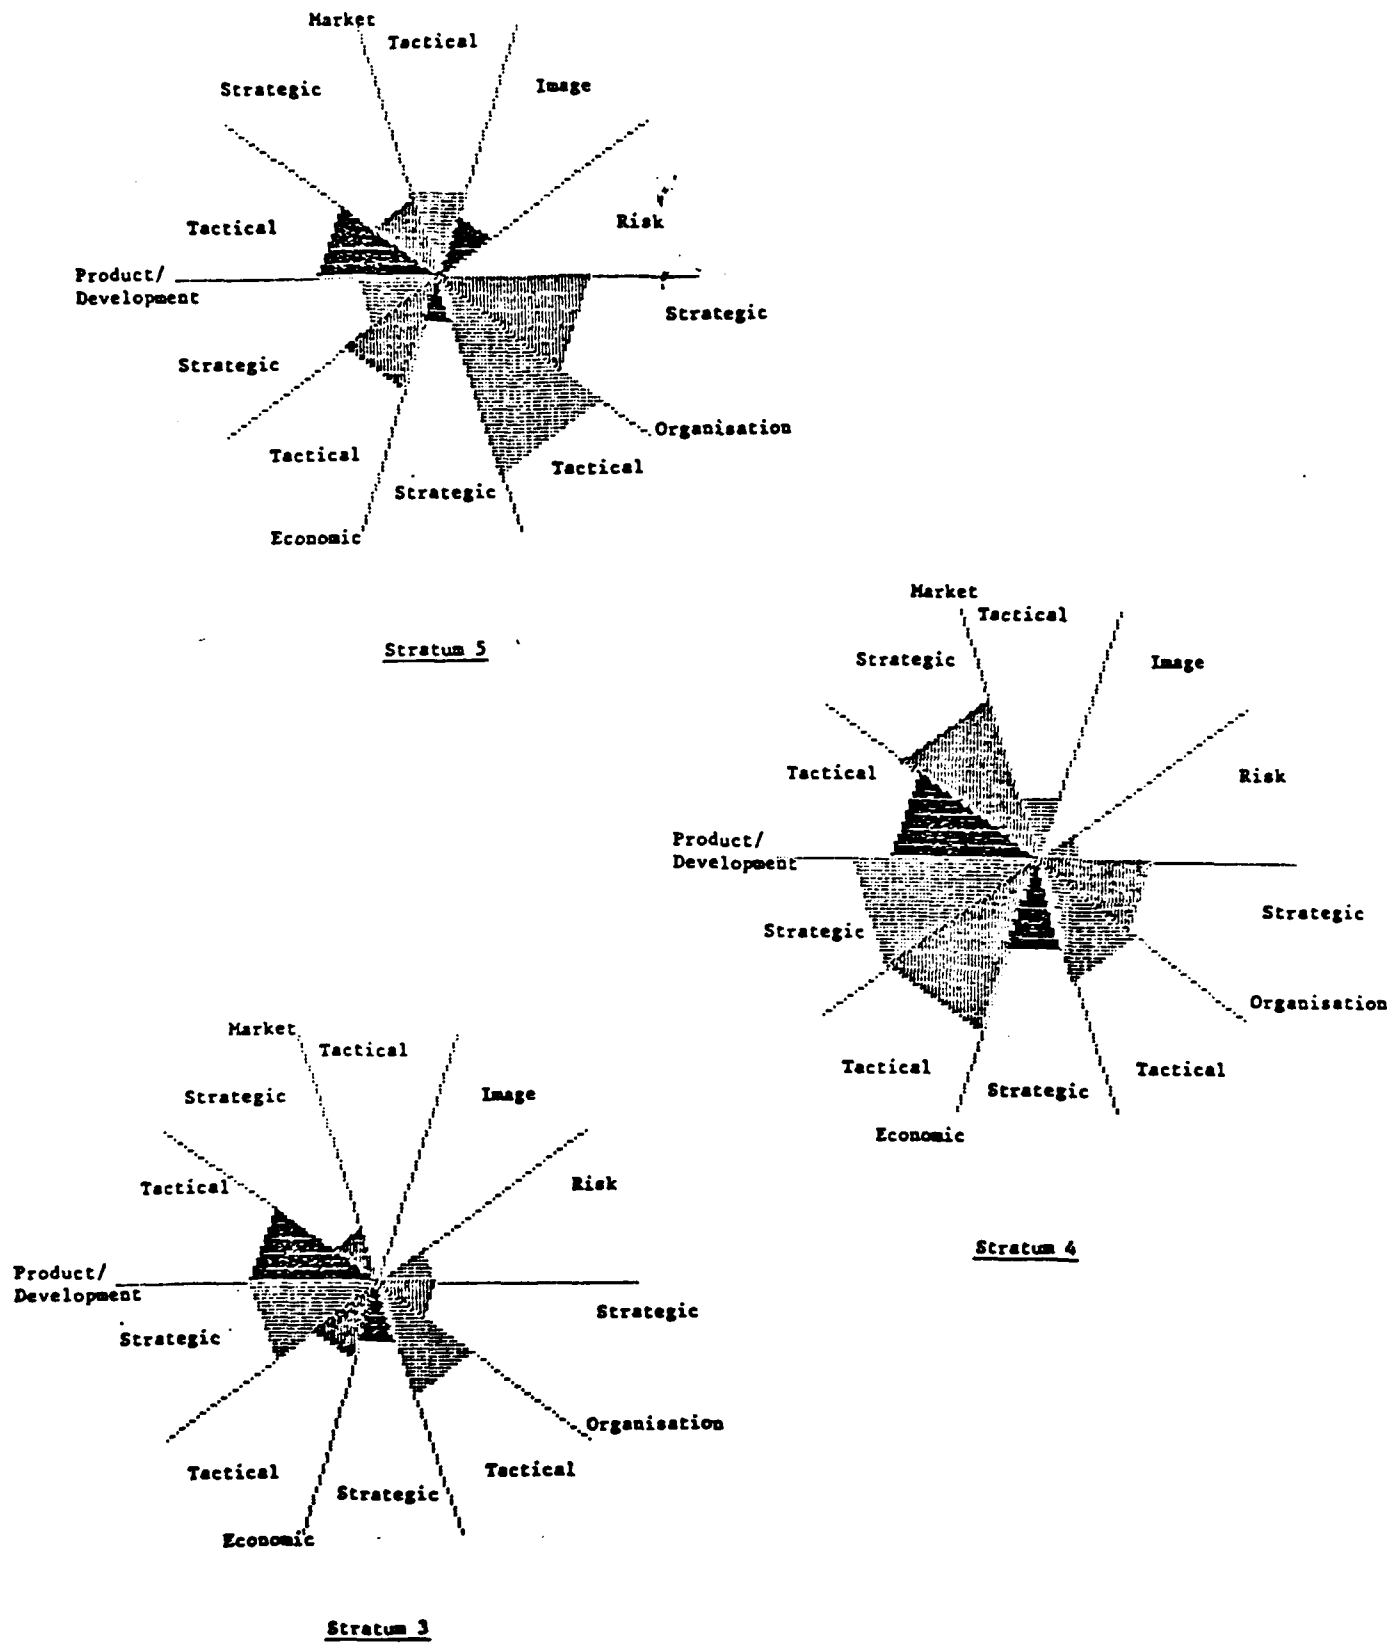 Market
Tactical
Strategic
Image
Tactical
Risk
Product/
Development
Strategic
Strategic
Organisation
Tactical
Tactical
Strategic
Economic
Stratum 5
Market
Tactical
Strategic
Image
Tactical
Risk
Product/
Development
Strategic
Strategic
Organisation
Tactical
Tactical
Strategic
Economic
Stratum 4
Market
Tactical
Strategic
Image
Tactical
Risk
Product/
Development
Strategic
Strategic
Organisation
Tactical
Tactical
Strategic
Economic
Stratum 3